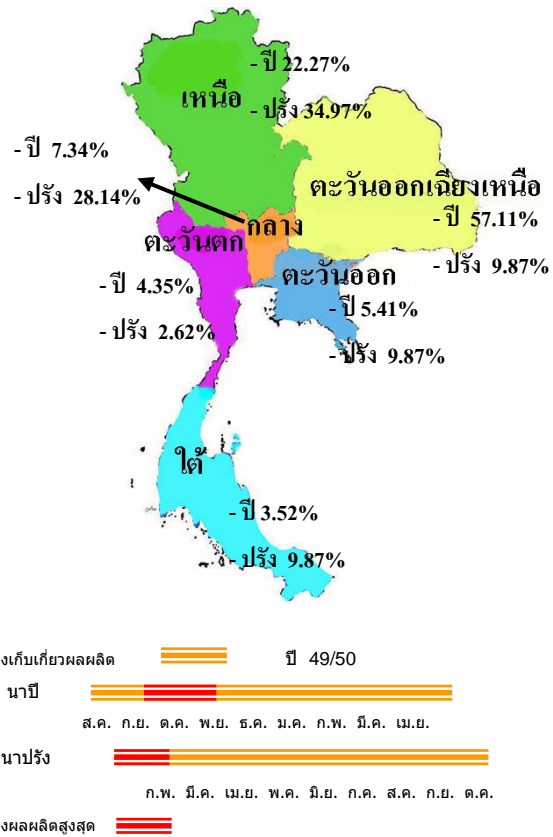 - ปี 22.27%
เหนือ
- ปรัง 34.97%
- ปี 7.34%
- ปรัง 28.14%
ตะวันออกเฉียงเหนือ
- ปี 57.11%
- ปรัง 9.87%
กลาง
ตะวันตก
- ปี 4.35%
- ปรัง 2.62%
ตะวันออก
- ปี 5.41%
- ปรัง 9.87%
ใต้
- ปี 3.52%
- ปรัง 9.87%
งเก็บเกี่ยวผลผลิต ปี 49/50
นาปี
ส.ค. ก.ย. ต.ค. พ.ย. ธ.ค. ม.ค. ก.พ. มี.ค. เม.ย.
นาปรัง
ก.พ. มี.ค. เม.ย. พ.ค. มิ.ย. ก.ค. ส.ค. ก.ย. ต.ค.
งผลผลิตสูงสุด